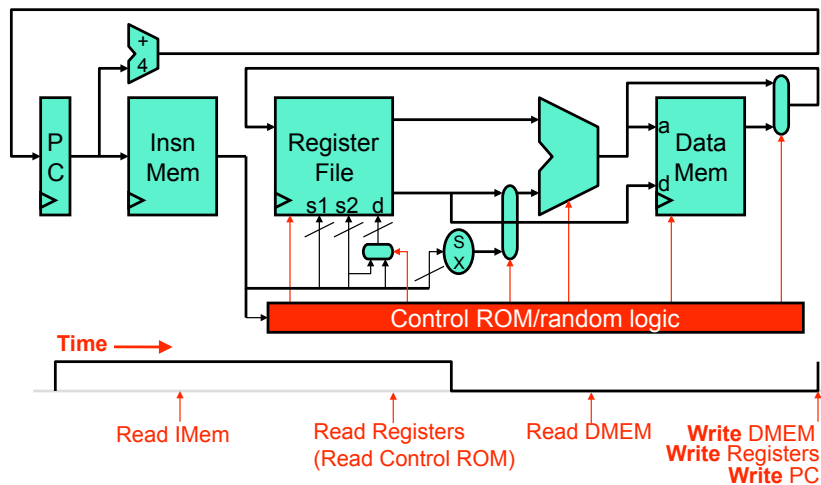 +
4
P
C
Insn
Mem
Register
File
s1 s2 d
S
X
a
d
Data
Mem
Control ROM/random logic
Time
Read IMem
Read Registers
(Read Control ROM)
Read DMEM
Write DMEM
Write Registers
Write PC